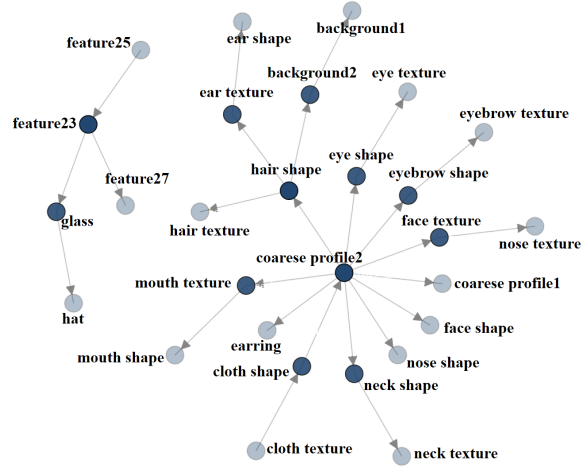 background1
ear shape
feature25
background2
eye texture
ear texture
eyebrow texture
feature23
eye shape
hair shape
eyebrow shape
feature27
glass
face texture
hair texture
nose texture
coarese profile2
mouth texture
coarese profile1
hat
face shape
earring
mouth shape
nose shape
cloth shape
neck shape
cloth texture
neck texture